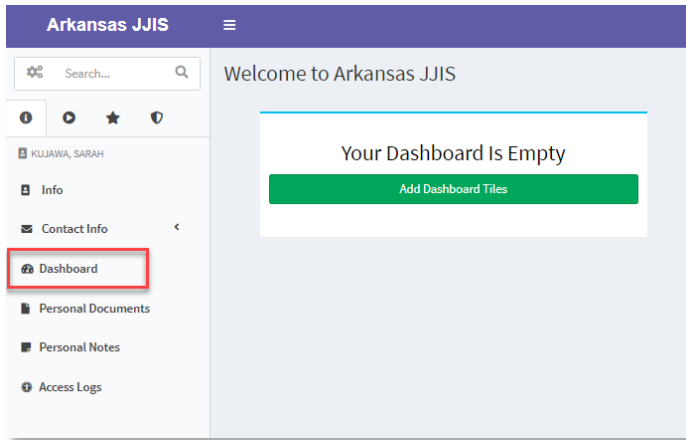 Arkansas JJIS
Search...
Welcome to Arkansas JJIS
KUJAWA, SARAH
Your Dashboard Is Empty
Add Dashboard Tiles
Info
Contact Info
Dashboard
Personal Documents
Personal Notes
Access Logs